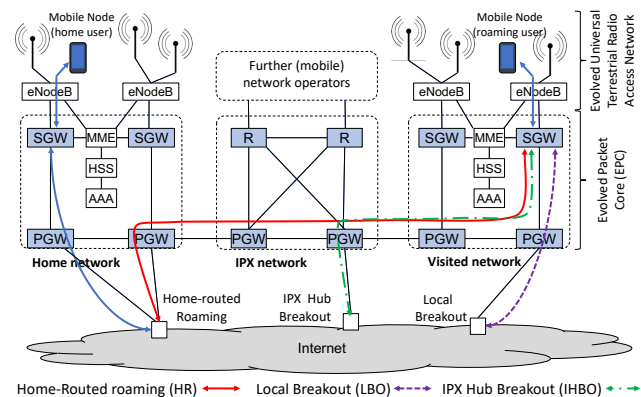 Mobile Node
(home user)
Mobile Node
(roaming user)
Further (mobile)
network operators
Evolved Universal
Terrestrial Radio
Access Network
eNodeB
eNodeB
eNodeB
eNodeB
SGW
MME
SGW
R
R
SGW
MME
SGW
HSS
HSS
AAA
AAA
Evolved Packet
Core (EPC)
PGW
PGW
PGW
PGW
PGW
PGW
Home network
IPX network
Visited network
Home-routed
Roaming
IPX Hub
Breakout
Local
Breakout
Internet
Home-Routed roaming (HR)
Local Breakout (LBO)
IPX Hub Breakout (IHBO)